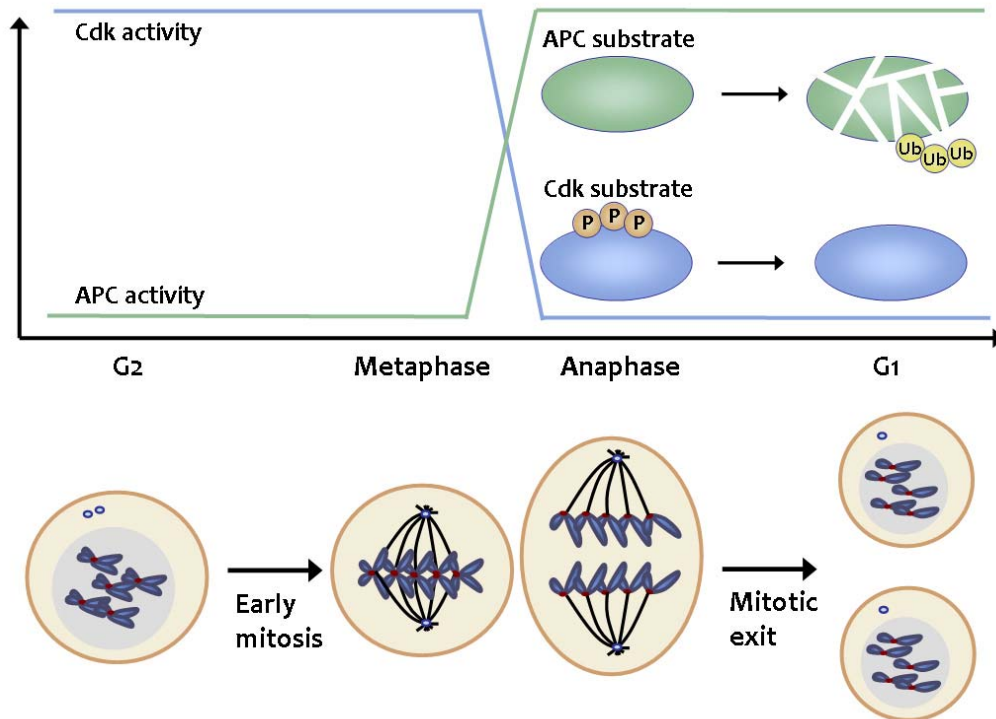 Cdk activity
APC substrate
Ub Ub Ub
Cdk substrate
P P P
APC activity
G2 Metaphase Anaphase G1
Early
mitosis
Mitotic
exit